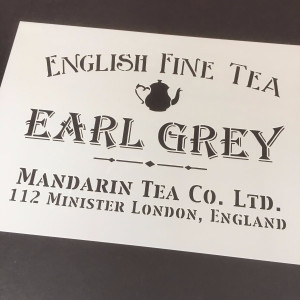 English Fine Tea
Earl Grey
Mandarin Tea Co. Ltd.
112 Minister London, England